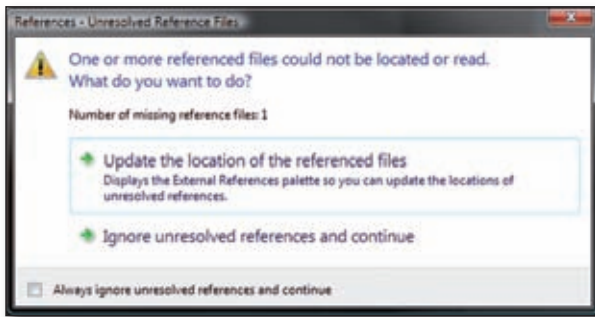 References - Unresolved Reference Files
One or more referenced files could not be located or read.
What do you want to do?
Number of missing reference files: 1
Update the location of the referenced files
Displays the External References palette so you can update the locations of
unresolved references.
Ignore unresolved references and continue
Always ignore unresolved references and continue